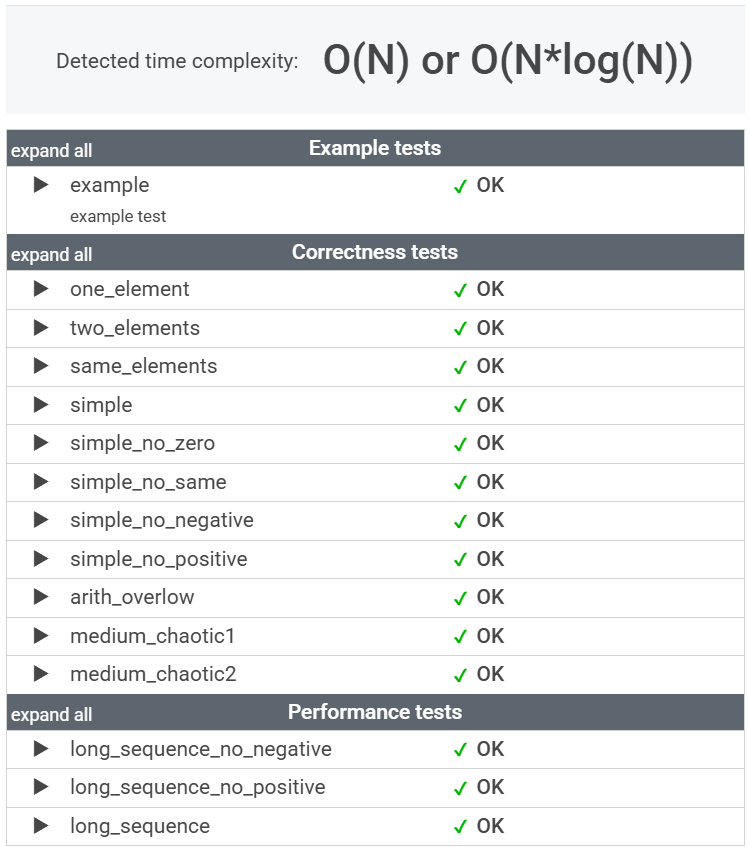 Detected time complexity: O(N) or O(N*log(N))
expand all Example tests
▶ example ✓ OK
example test
expand all Correctness tests
▶ one_element ✓ OK
▶ two_elements ✓ OK
▶ same_elements ✓ OK
▶ simple ✓ OK
▶ simple_no_zero ✓ OK
▶ simple_no_same ✓ OK
▶ simple_no_negative ✓ OK
▶ simple_no_positive ✓ OK
▶ arith_overlow ✓ OK
▶ medium_chaotic1 ✓ OK
▶ medium_chaotic2 ✓ OK
expand all Performance tests
▶ long_sequence_no_negative ✓ OK
▶ long_sequence_no_positive ✓ OK
▶ long_sequence ✓ OK